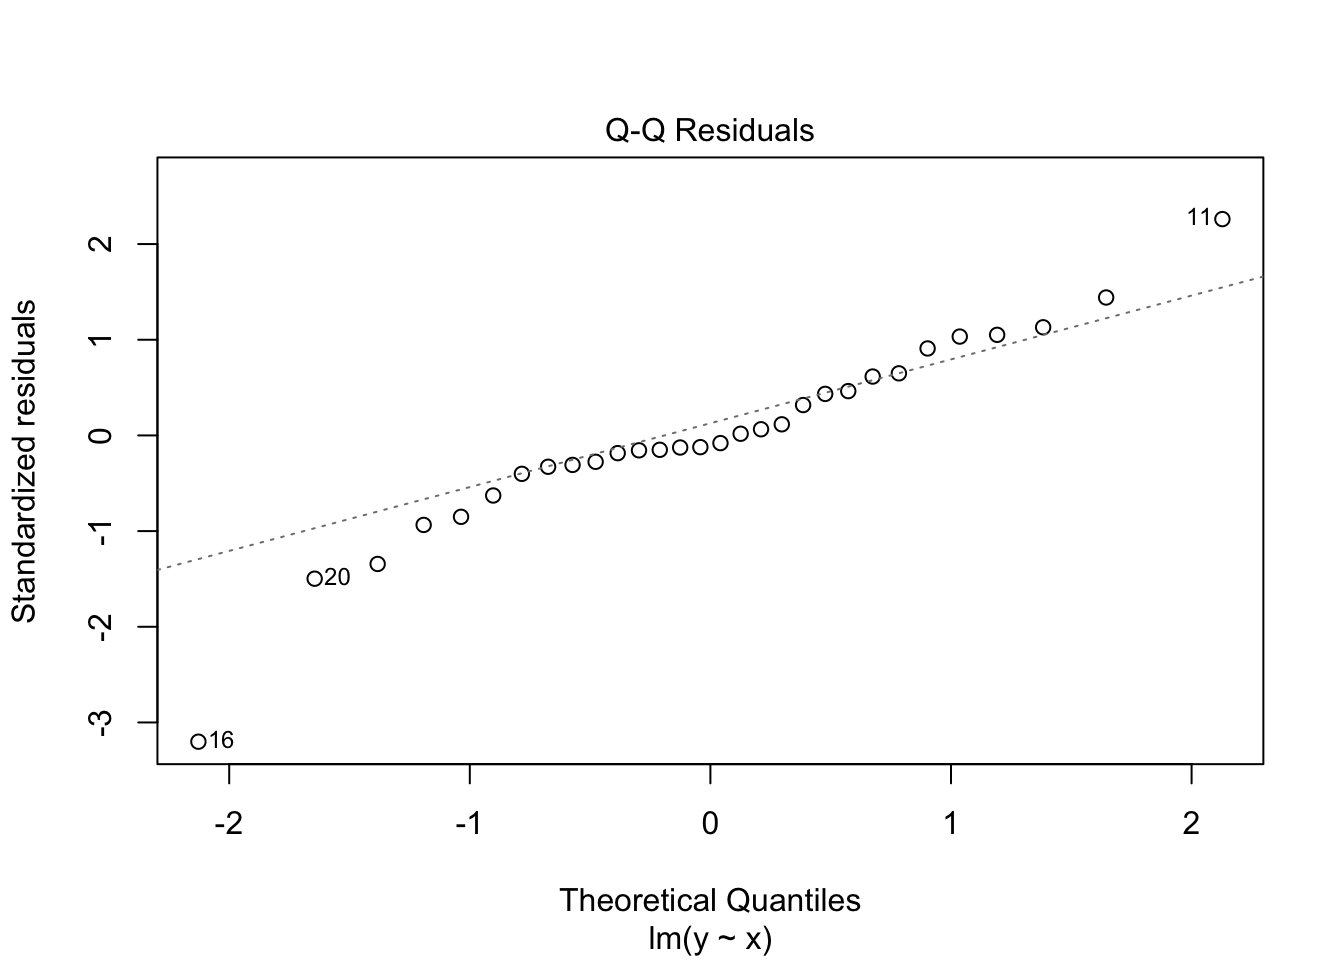 Q-Q Residuals
Standardized residuals
2
1
0
-1
-2
-3
11
20
16
-2 -1 0 1 2
Theoretical Quantiles
lm(y ~ x)